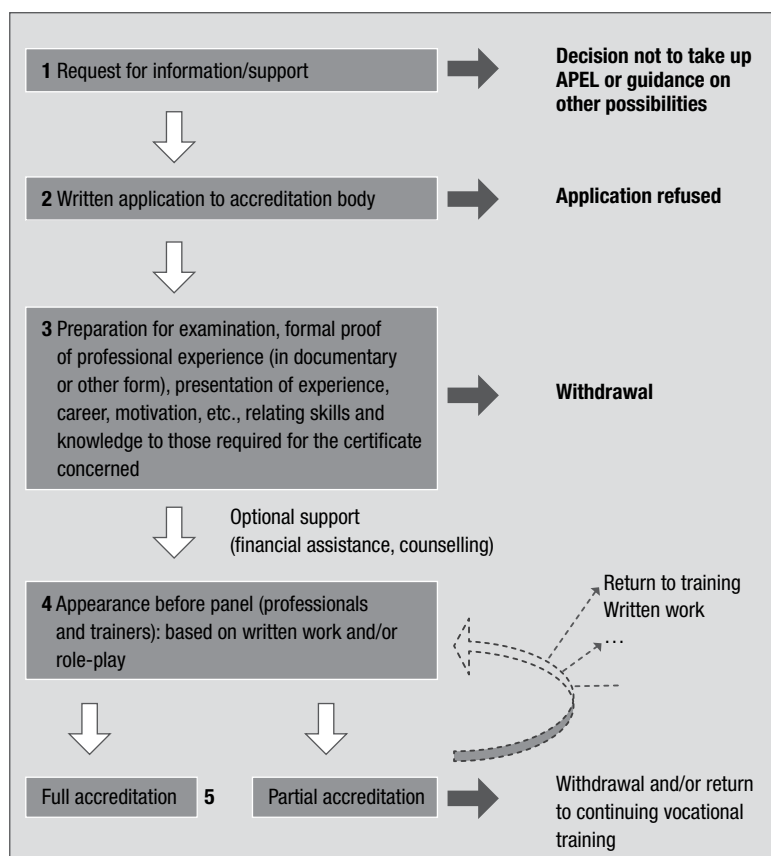 1 Request for information/support
Decision not to take up
APEL or guidance on
other possibilities
2 Written application to accreditation body
Application refused
3 Preparation for examination, formal proof
of professional experience (in documentary
or other form), presentation of experience,
career, motivation, etc., relating skills and
knowledge to those required for the certificate
concerned
Withdrawal
Optional support
(financial assistance, counselling)
4 Appearance before panel (professionals
and trainers): based on written work and/or
role-play
Return to training
Written work
...
Full accreditation 5 Partial accreditation
Withdrawal and/or return
to continuing vocational
training